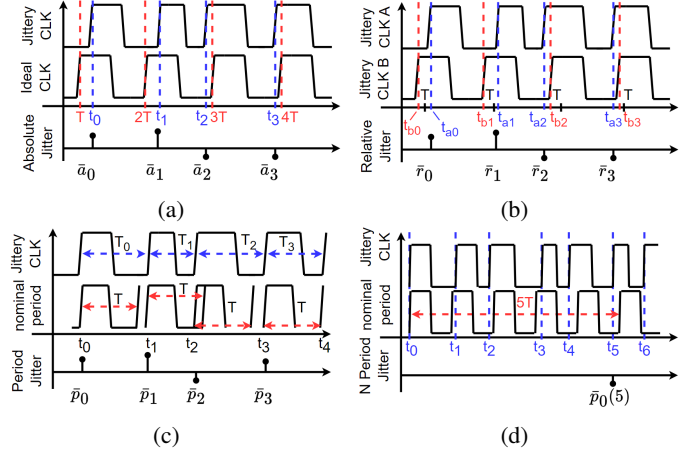 Jittery CLK
Ideal CLK
T t0 2T t1 t2 3T t3 4T
Absolute Jitter
ā0 ā1 ā2 ā3
(a)
Jittery CLK A
Jittery CLK B
T T T T
tb0 ta0 tb1 ta1 ta2 tb2 ta3 tb3
Relative Jitter
r̄0 r̄1 r̄2 r̄3
(b)
Jittery CLK
T0 T1 T2 T3
nominal period
T T T T
t0 t1 t2 t3 t4
Period Jitter
p̄0 p̄1 p̄2 p̄3
(c)
Jittery CLK
nominal period
5T
t0 t1 t2 t3 t4 t5 t6
N Period Jitter
p̄0(5)
(d)